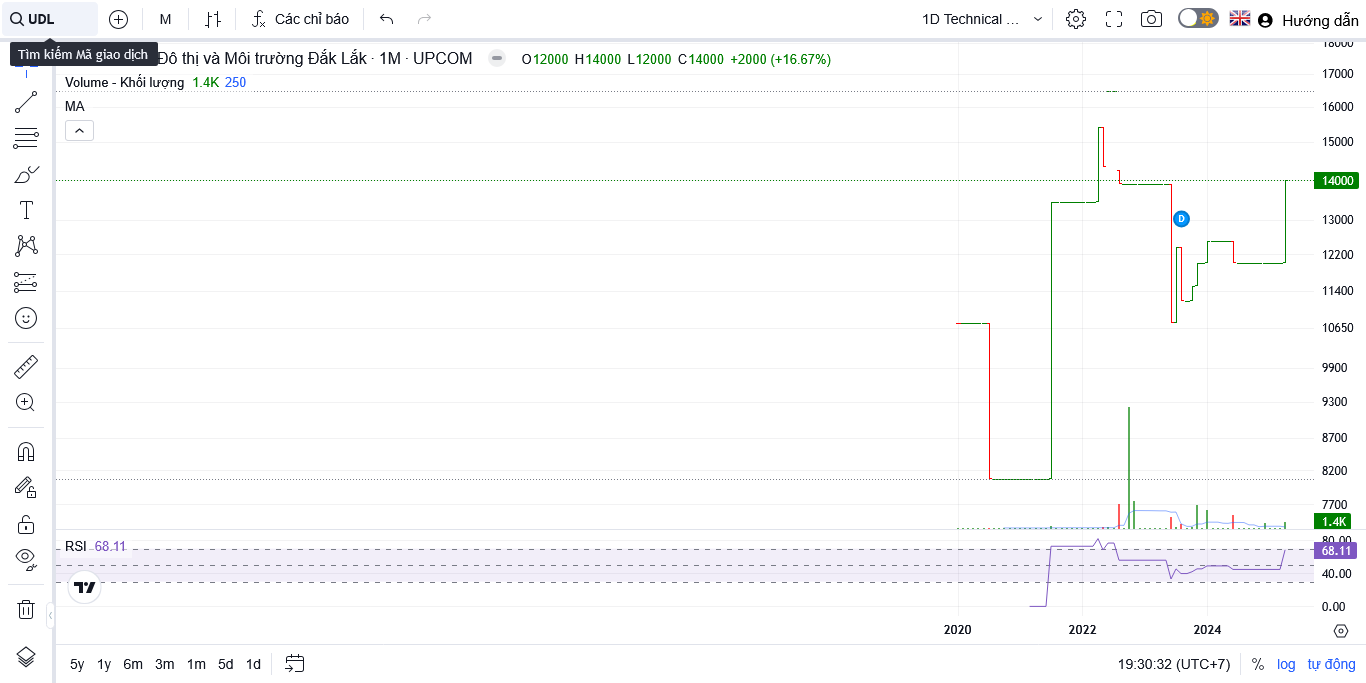 UDL
M
Các chỉ báo
1D Technical ...
Hướng dẫn
Tìm kiếm Mã giao dịch
Đô thị và Môi trường Đắk Lắk · 1M · UPCOM
O12000 H14000 L12000 C14000 +2000 (+16.67%)
Volume - Khối lượng 1.4K 250
MA
18000
17000
16000
15000
14000
13000
12200
11400
10650
9900
9300
8700
8200
7700
1.4K
D
RSI 68.11
80.00
68.11
40.00
0.00
2020
2022
2024
5y 1y 6m 3m 1m 5d 1d
19:30:32 (UTC+7)
%
log
tự động